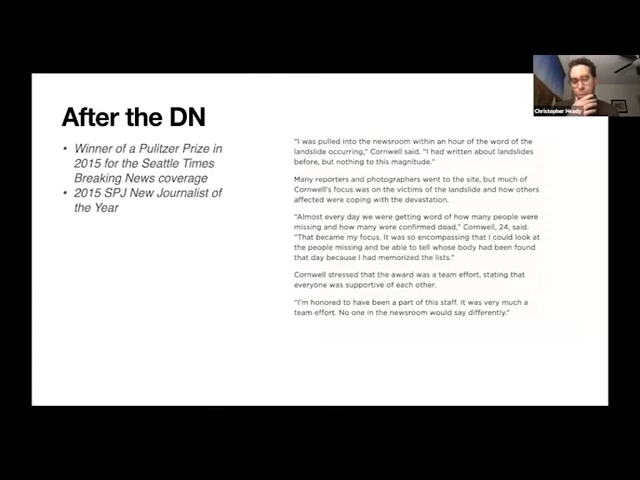 After the DN
• Winner of a Pulitzer Prize in
2015 for the Seattle Times
Breaking News coverage
• 2015 SPJ New Journalist of
the Year
"I was pulled into the newsroom within an hour of the word of the
landslide occurring," Cornwell said. "I had written about landslides
before, but nothing to this magnitude."
Many reporters and photographers went to the site, but much of
Cornwell's focus was on the victims of the landslide and how others
affected were coping with the devastation.
"Almost every day we were getting word of how many people were
missing and how many were confirmed dead," Cornwell, 24, said.
"That became my focus. It was so encompassing that I could look at
the people missing and be able to tell whose body had been found
that day because I had memorized the lists."
Cornwell stressed that the award was a team effort, stating that
everyone was supportive of each other.
"I'm honored to have been a part of this staff. It was very much a
team effort. No one in the newsroom would say differently."
Christopher Heady